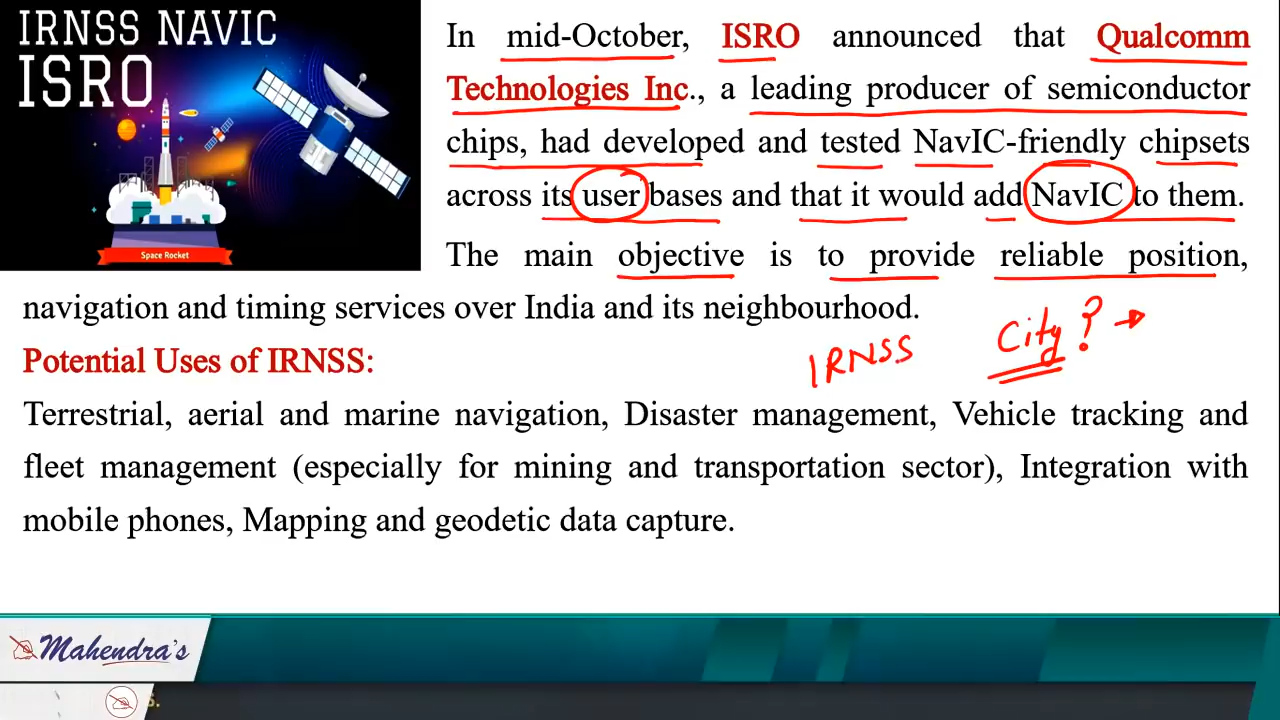 IRNSS NAVIC
ISRO
Space Rocket
In mid-October, ISRO announced that Qualcomm
Technologies Inc., a leading producer of semiconductor
chips, had developed and tested NavIC-friendly chipsets
across its user bases and that it would add NavIC to them.
The main objective is to provide reliable position,
navigation and timing services over India and its neighbourhood.
IRNSS City?
Potential Uses of IRNSS:
Terrestrial, aerial and marine navigation, Disaster management, Vehicle tracking and
fleet management (especially for mining and transportation sector), Integration with
mobile phones, Mapping and geodetic data capture.
Mahendra's